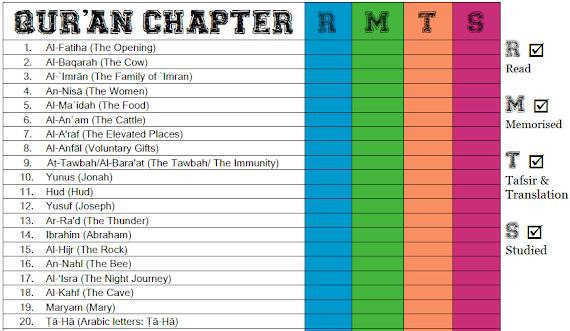 QUR'AN CHAPTER R M T S
1. Al-Fatiha (The Opening)
2. Al-Baqarah (The Cow)
3. Al-`Imrān (The Family of `Imran)
4. An-Nisā (The Women)
5. Al-Ma`idah (The Food)
6. Al-An`am (The Cattle)
7. Al-A'raf (The Elevated Places)
8. Al-Anfāl (Voluntary Gifts)
9. At-Tawbah/Al-Bara'at (The Tawbah/ The Immunity)
10. Yunus (Jonah)
11. Hud (Hud)
12. Yusuf (Joseph)
13. Ar-Ra'd (The Thunder)
14. Ibrahim (Abraham)
15. Al-Hijr (The Rock)
16. An-Nahl (The Bee)
17. Al-'Isra (The Night Journey)
18. Al-Kahf (The Cave)
19. Maryam (Mary)
20. Ṭā-Hā (Arabic letters: Ṭā-Hā)
R ☑
Read
M ☑
Memorised
T ☑
Tafsir &
Translation
S ☑
Studied